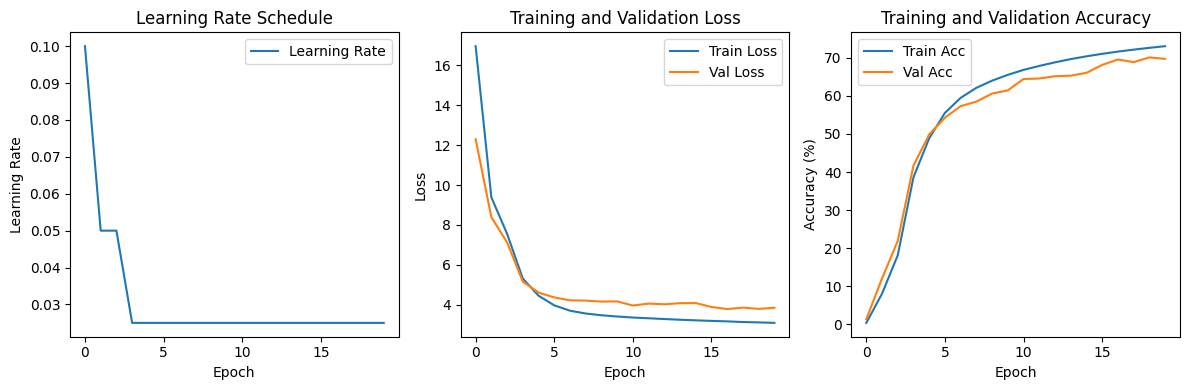 Learning Rate Schedule
Learning Rate
0.10
0.09
0.08
0.07
0.06
0.05
0.04
0.03
0 5 10 15
Epoch
Learning Rate
Training and Validation Loss
Loss
16
14
12
10
8
6
4
0 5 10 15
Epoch
Train Loss
Val Loss
Training and Validation Accuracy
Accuracy (%)
70
60
50
40
30
20
10
0
0 5 10 15
Epoch
Train Acc
Val Acc